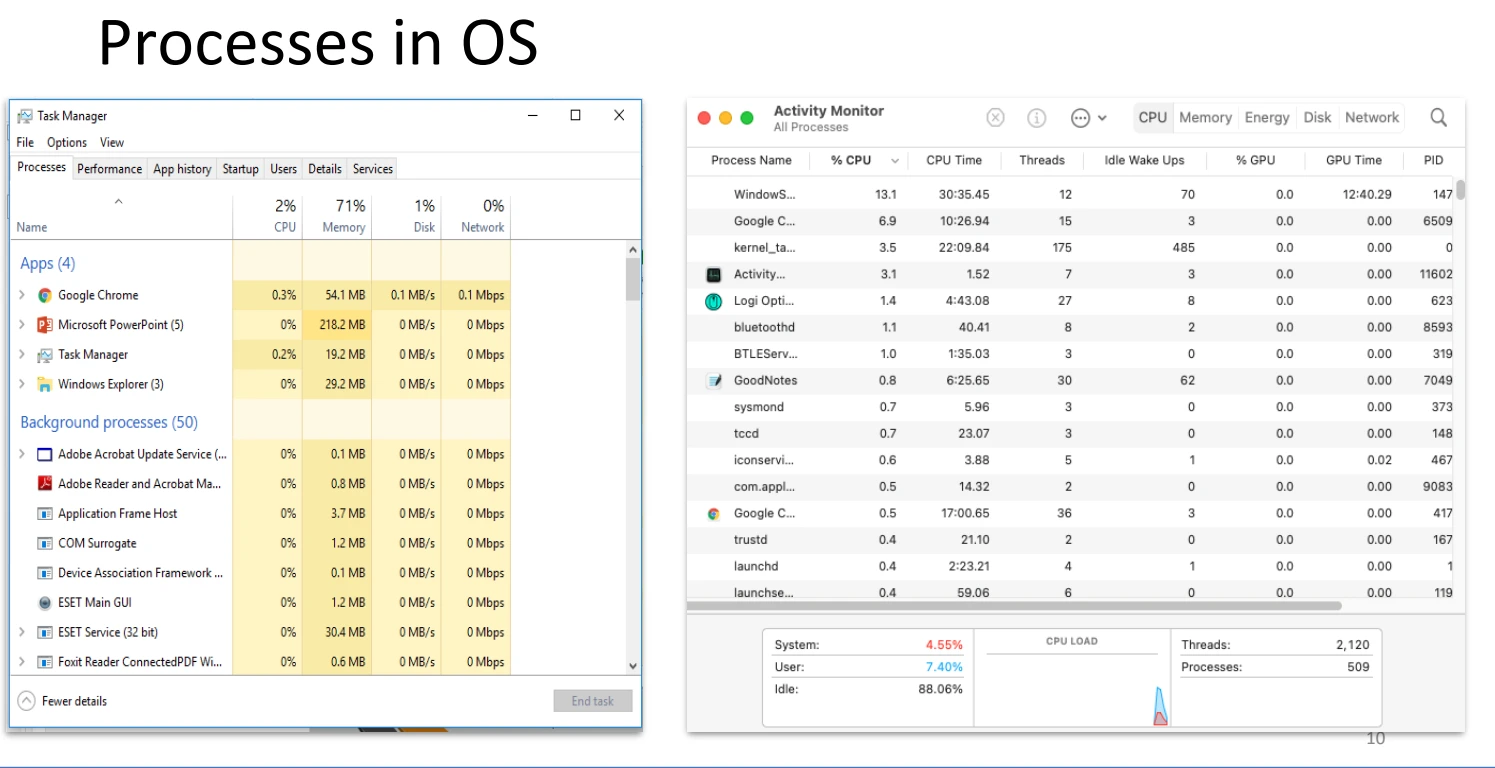 Processes in OS
Task Manager
File Options View
Processes Performance App history Startup Users Details Services
2% 71% 1% 0%
Name CPU Memory Disk Network
Apps (4)
Google Chrome 0.3% 54.1 MB 0.1 MB/s 0.1 Mbps
Microsoft PowerPoint (5) 0% 218.2 MB 0 MB/s 0 Mbps
Task Manager 0.2% 19.2 MB 0 MB/s 0 Mbps
Windows Explorer (3) 0% 29.2 MB 0 MB/s 0 Mbps
Background processes (50)
Adobe Acrobat Update Service (... 0% 0.1 MB 0 MB/s 0 Mbps
Adobe Reader and Acrobat Ma... 0% 0.8 MB 0 MB/s 0 Mbps
Application Frame Host 0% 3.7 MB 0 MB/s 0 Mbps
COM Surrogate 0% 1.2 MB 0 MB/s 0 Mbps
Device Association Framework ... 0% 0.1 MB 0 MB/s 0 Mbps
ESET Main GUI 0% 1.2 MB 0 MB/s 0 Mbps
ESET Service (32 bit) 0% 30.4 MB 0 MB/s 0 Mbps
Foxit Reader ConnectedPDF Wi... 0% 0.6 MB 0 MB/s 0 Mbps
Fewer details End task
Activity Monitor
All Processes
CPU Memory Energy Disk Network
Process Name % CPU CPU Time Threads Idle Wake Ups % GPU GPU Time PID
WindowS... 13.1 30:35.45 12 70 0.0 12:40.29 147
Google C... 6.9 10:26.94 15 3 0.0 0.00 6509
kernel_ta... 3.5 22:09.84 175 485 0.0 0.00 0
Activity... 3.1 1.52 7 3 0.0 0.00 11602
Logi Opti... 1.4 4:43.08 27 8 0.0 0.00 623
bluetoothd 1.1 40.41 8 2 0.0 0.00 8593
BTLEServ... 1.0 1:35.03 3 0 0.0 0.00 319
GoodNotes 0.8 6:25.65 30 62 0.0 0.00 7049
sysmond 0.7 5.96 3 0 0.0 0.00 373
tccd 0.7 23.07 3 0 0.0 0.00 148
iconservi... 0.6 3.88 5 1 0.0 0.02 467
com.appl... 0.5 14.32 2 0 0.0 0.00 9083
Google C... 0.5 17:00.65 36 3 0.0 0.00 417
trustd 0.4 21.10 2 0 0.0 0.00 167
launchd 0.4 2:23.21 4 1 0.0 0.00 1
launchse... 0.4 59.06 6 0 0.0 0.00 119
System: 4.55%
User: 7.40%
Idle: 88.06%
CPU LOAD
Threads: 2,120
Processes: 509
10